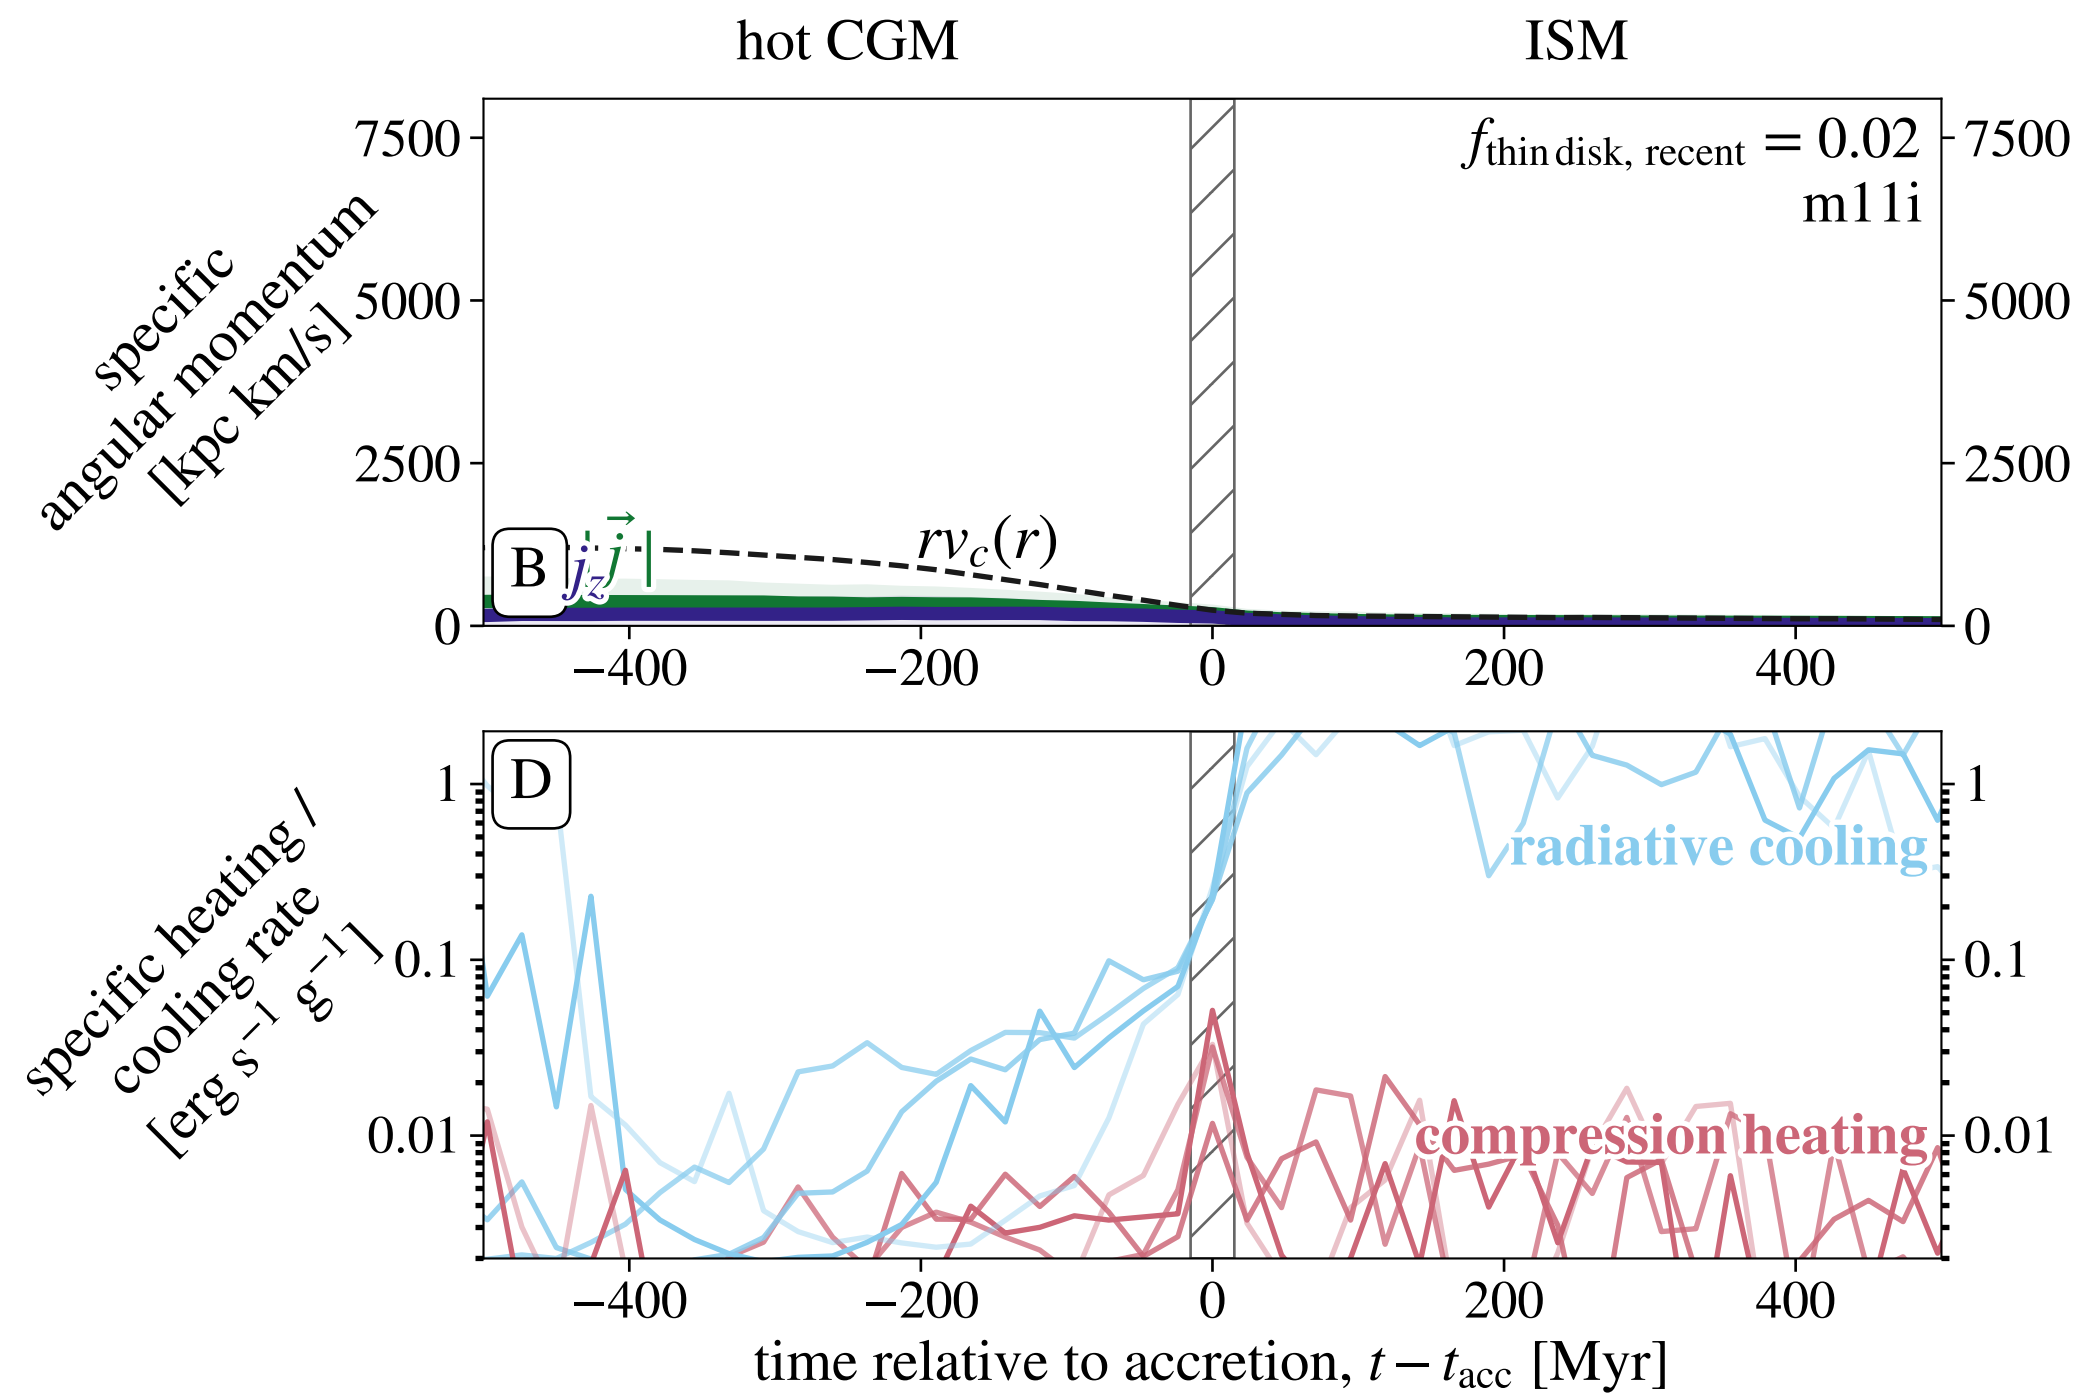 hot CGM
ISM
specific
angular momentum
[kpc km/s]
7500
5000
2500
0
f_thin disk, recent = 0.02
m11i
7500
5000
2500
0
B
j_z
|j⃗|
rv_c(r)
−400
−200
0
200
400
specific heating /
cooling rate
[erg s⁻¹ g⁻¹]
1
0.1
0.01
D
radiative cooling
compression heating
1
0.1
0.01
−400
−200
0
200
400
time relative to accretion, t − t_acc [Myr]